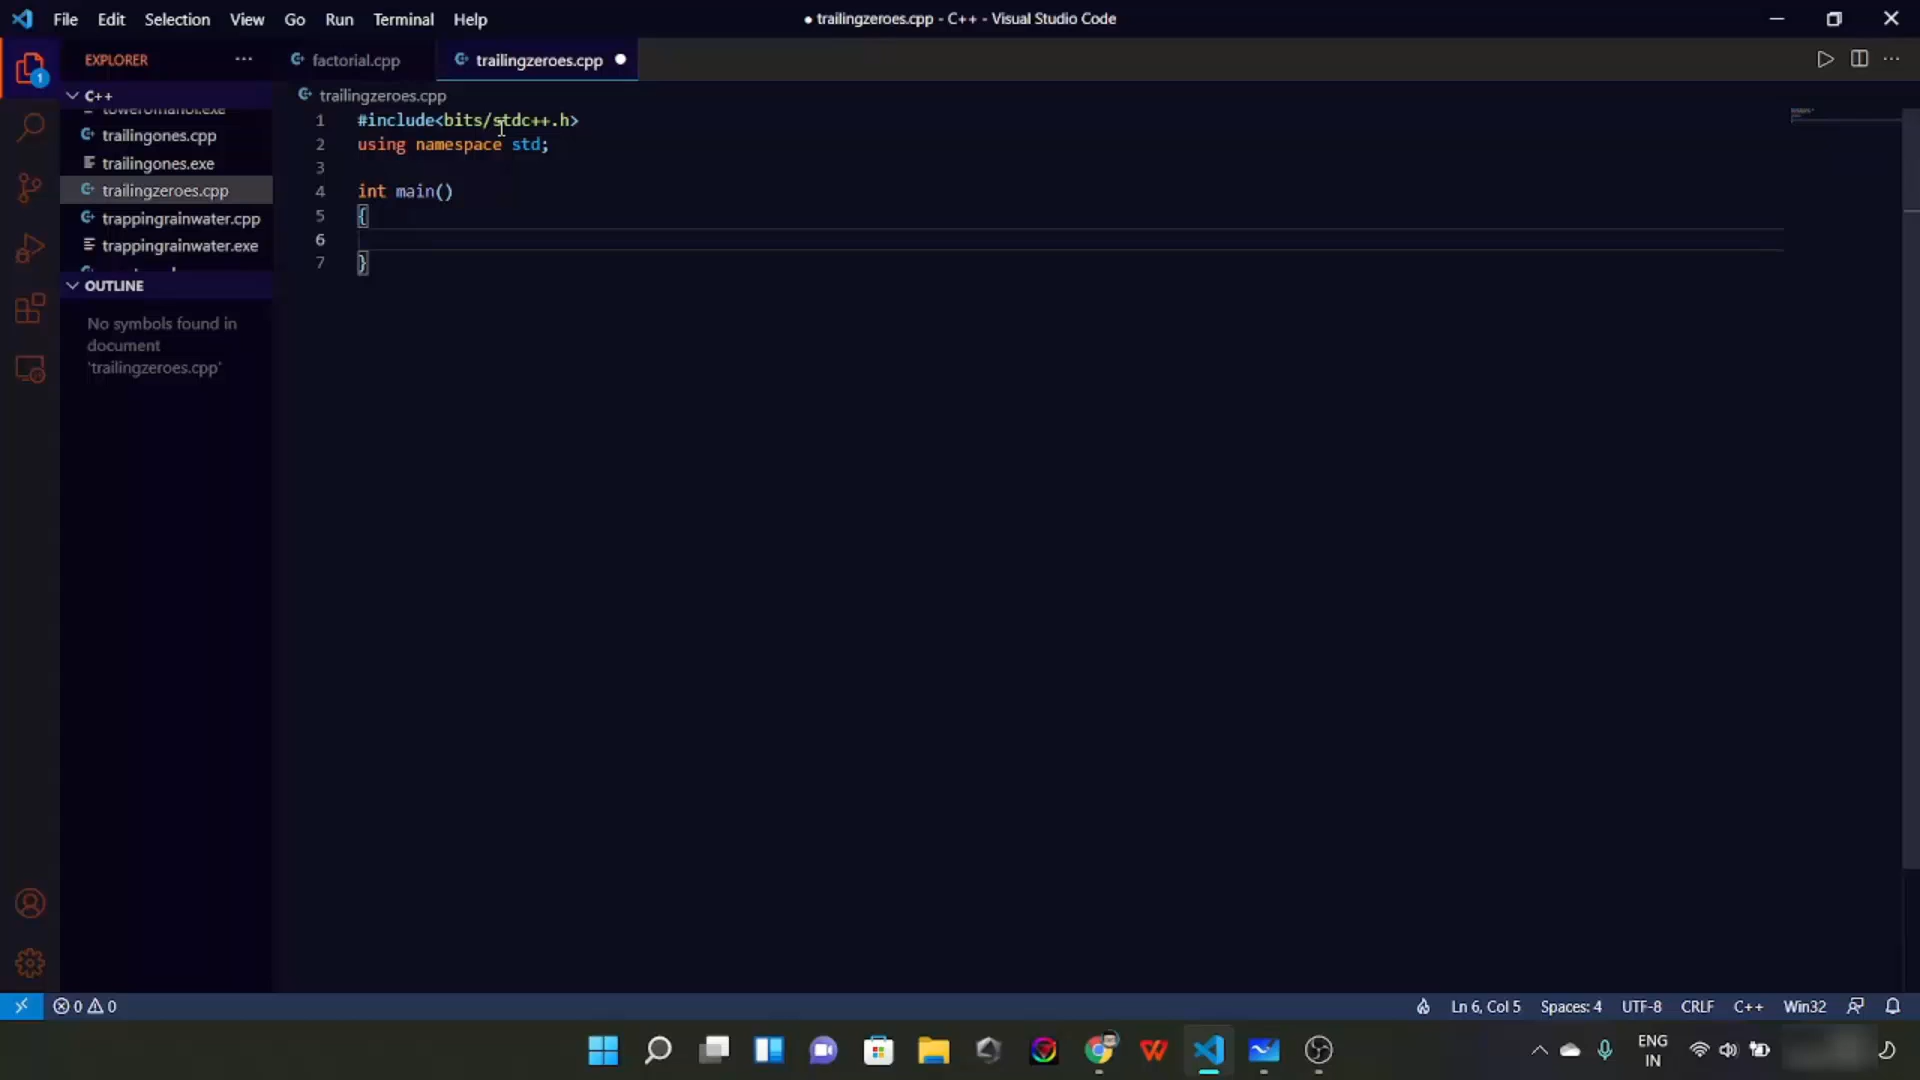 File Edit Selection View Go Run Terminal Help
● trailingzeroes.cpp - C++ - Visual Studio Code
EXPLORER ···
factorial.cpp
trailingzeroes.cpp ●
C++
towerofhanoi.exe
trailingones.cpp
trailingones.exe
trailingzeroes.cpp
trappingrainwater.cpp
trappingrainwater.exe
OUTLINE
No symbols found in
document
'trailingzeroes.cpp'
trailingzeroes.cpp
1 #include<bits/stdc++.h>
2 using namespace std;
3
4 int main()
5 {
6
7 }
1
0 0
Ln 6, Col 5 Spaces: 4 UTF-8 CRLF C++ Win32
ENG
IN